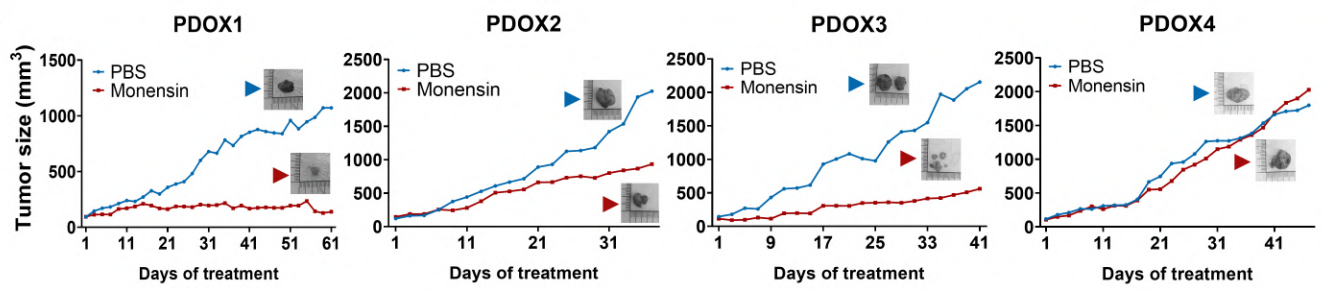 PDOX1
Tumor size (mm³)
1500
1000
500
0
PBS
Monensin
1
11
21
31
41
51
61
Days of treatment
PDOX2
2500
2000
1500
1000
500
0
PBS
Monensin
1
11
21
31
Days of treatment
PDOX3
2500
2000
1500
1000
500
0
PBS
Monensin
1
9
17
25
33
41
Days of treatment
PDOX4
2500
2000
1500
1000
500
0
PBS
Monensin
1
11
21
31
41
Days of treatment